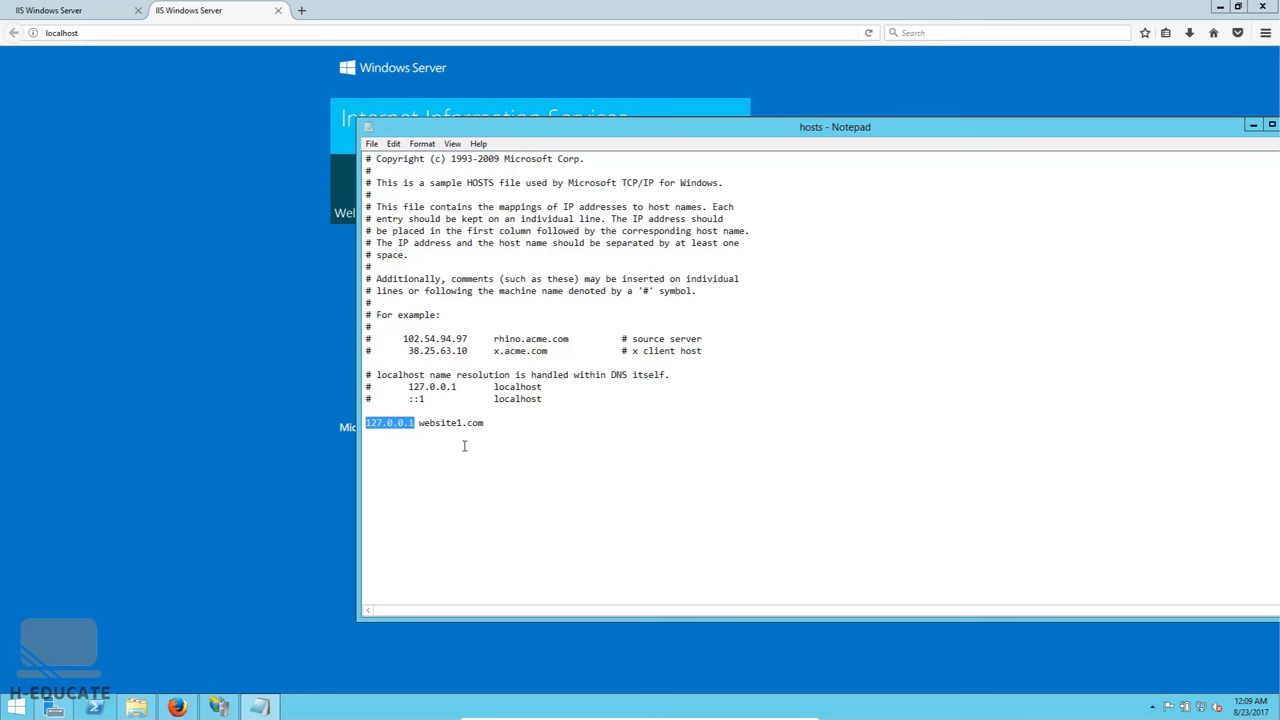 IIS Windows Server
IIS Windows Server
localhost
Search
Windows Server
Internet Information Services
hosts - Notepad
File Edit Format View Help
# Copyright (c) 1993-2009 Microsoft Corp.
#
# This is a sample HOSTS file used by Microsoft TCP/IP for Windows.
#
# This file contains the mappings of IP addresses to host names. Each
# entry should be kept on an individual line. The IP address should
# be placed in the first column followed by the corresponding host name.
# The IP address and the host name should be separated by at least one
# space.
#
# Additionally, comments (such as these) may be inserted on individual
# lines or following the machine name denoted by a '#' symbol.
#
# For example:
#
# 102.54.94.97 rhino.acme.com # source server
# 38.25.63.10 x.acme.com # x client host
# localhost name resolution is handled within DNS itself.
# 127.0.0.1 localhost
# ::1 localhost
127.0.0.1 website1.com
Wel
Mic
H-EDUCATE
12:09 AM
8/23/2017